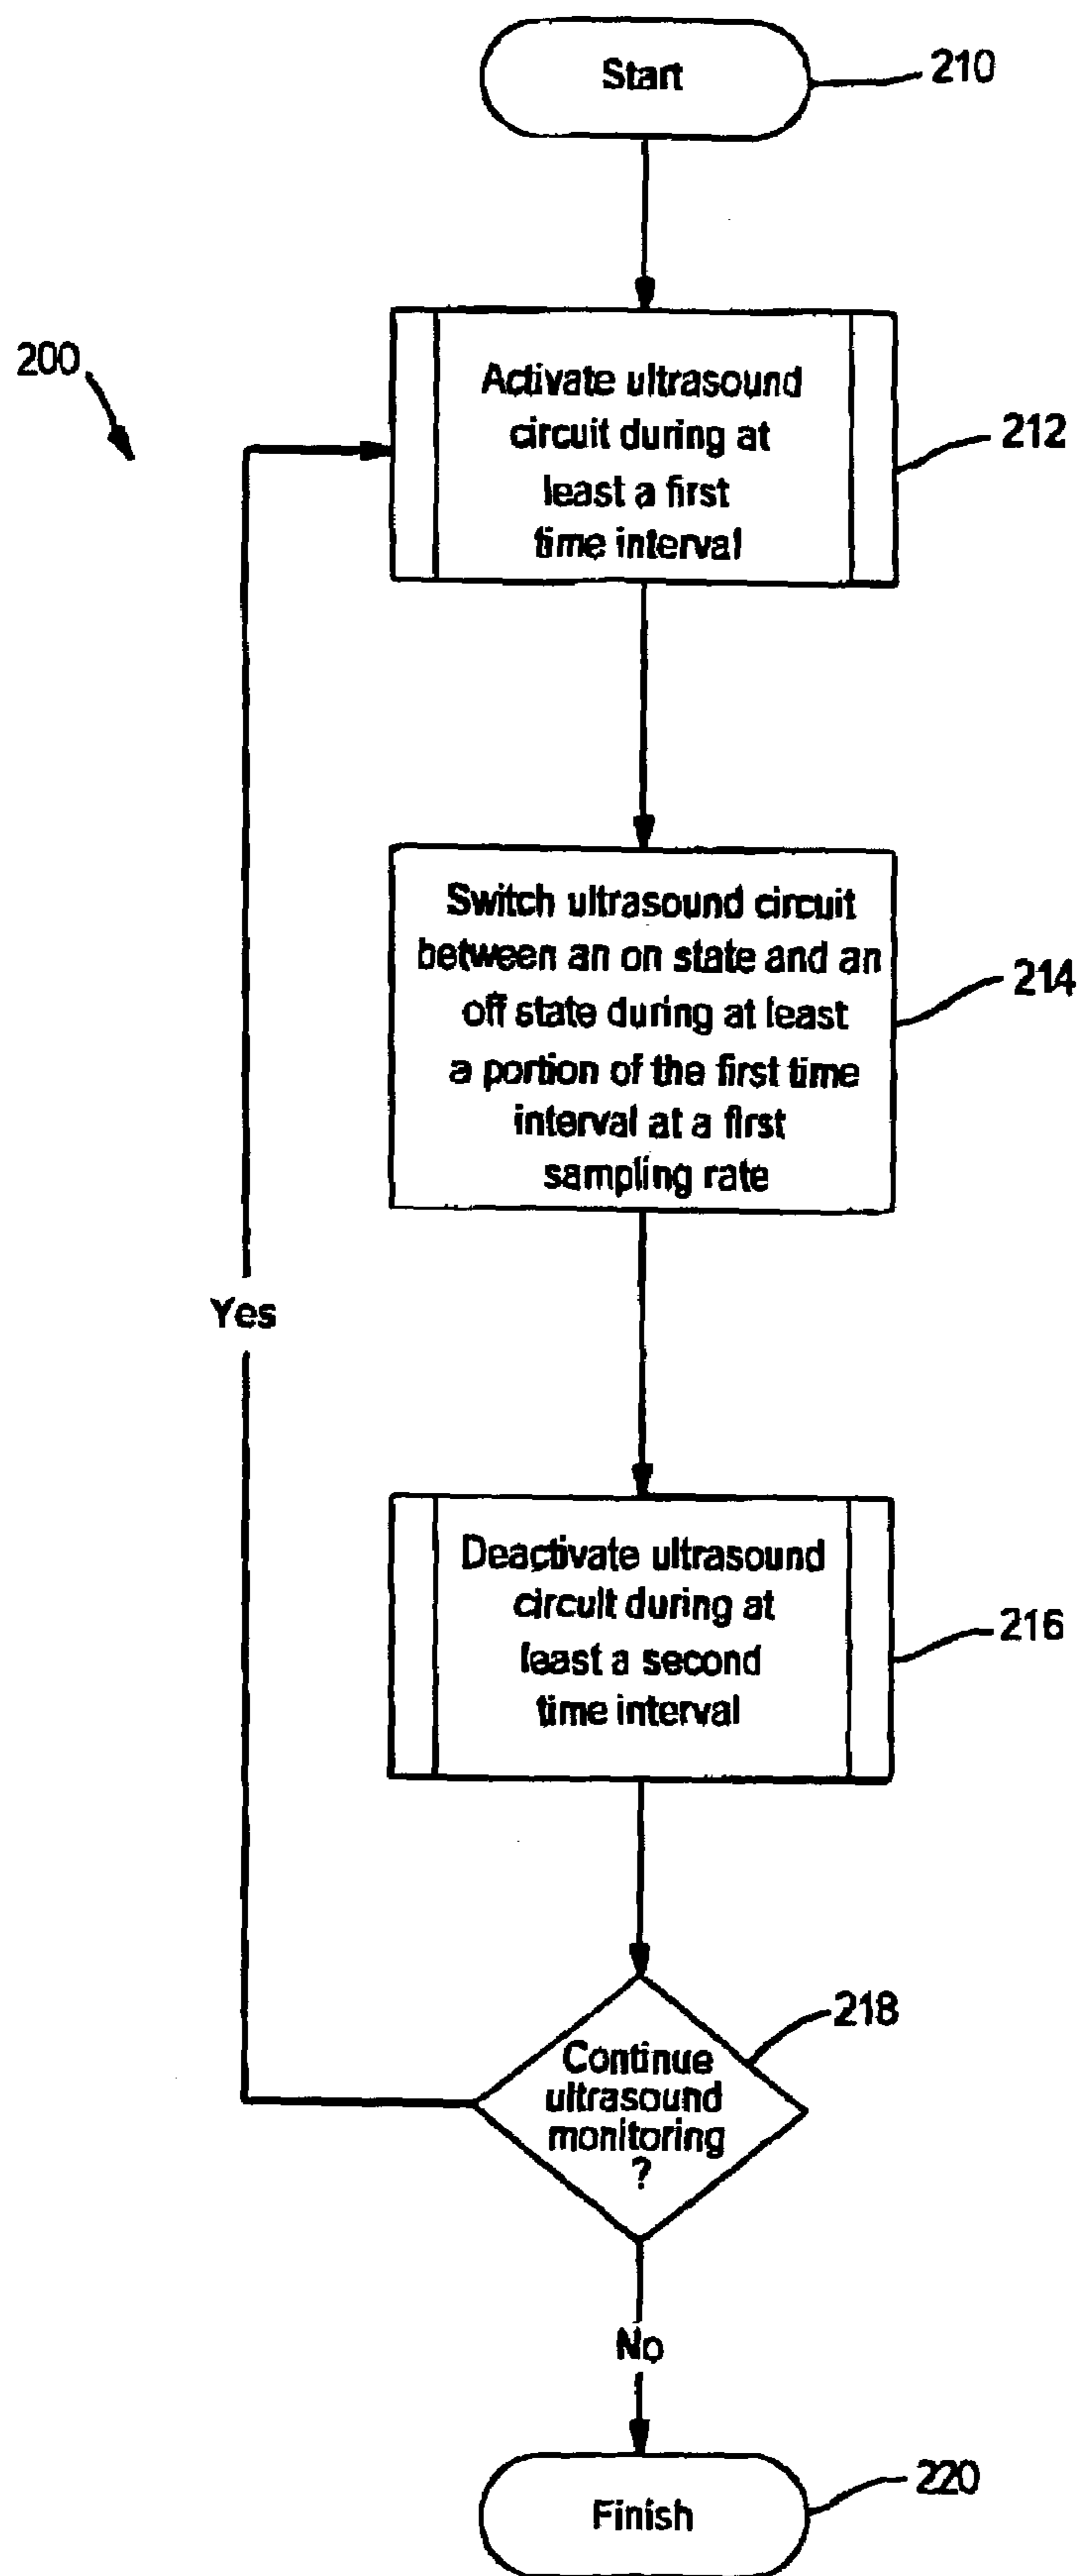 Start
210
200
Activate ultrasound
circuit during at
least a first
time interval
212
Switch ultrasound circuit
between an on state and an
off state during at least
a portion of the first time
interval at a first
sampling rate
214
Yes
Deactivate ultrasound
circuit during at
least a second
time interval
216
218
Continue
ultrasound
monitoring
?
No
220
Finish